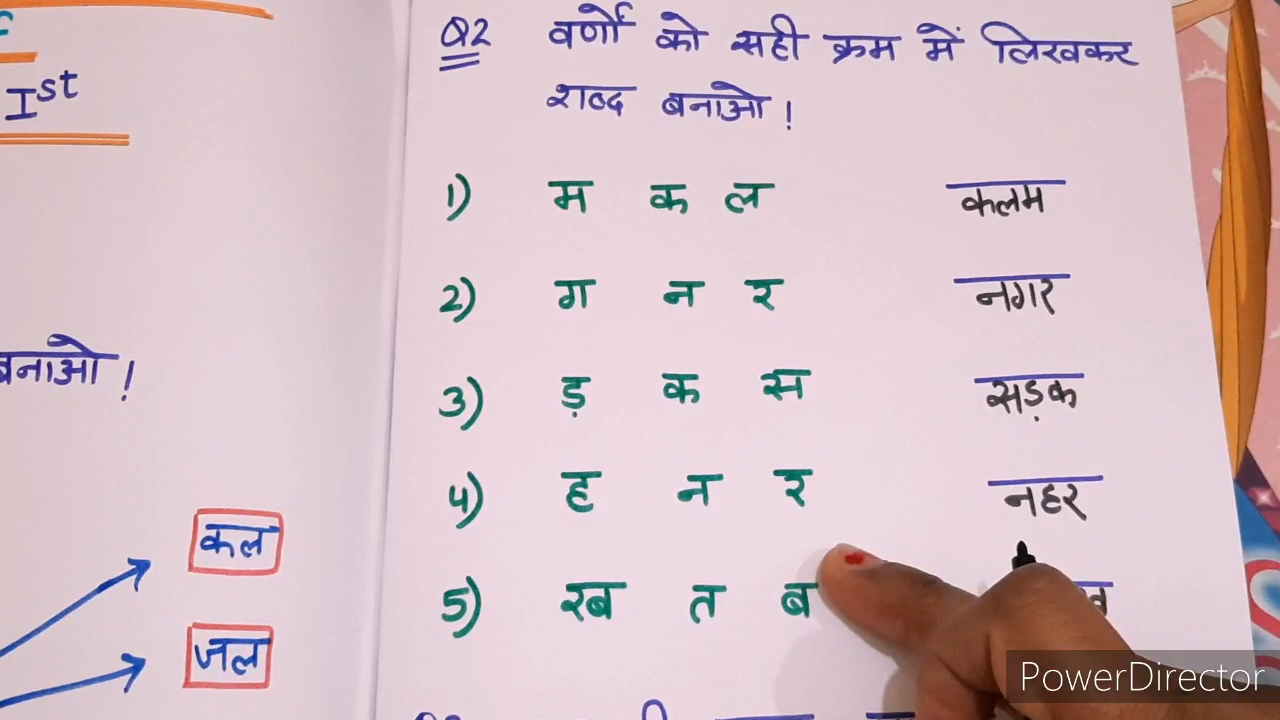 Ist
बनाओ!
कल
जल
Q2 वर्णों को सही क्रम में लिखकर
शब्द बनाओ!
1) म क ल कलम
2) ग न र नगर
3) ड़ क स सड़क
4) ह न र नहर
5) ख त ब
PowerDirector